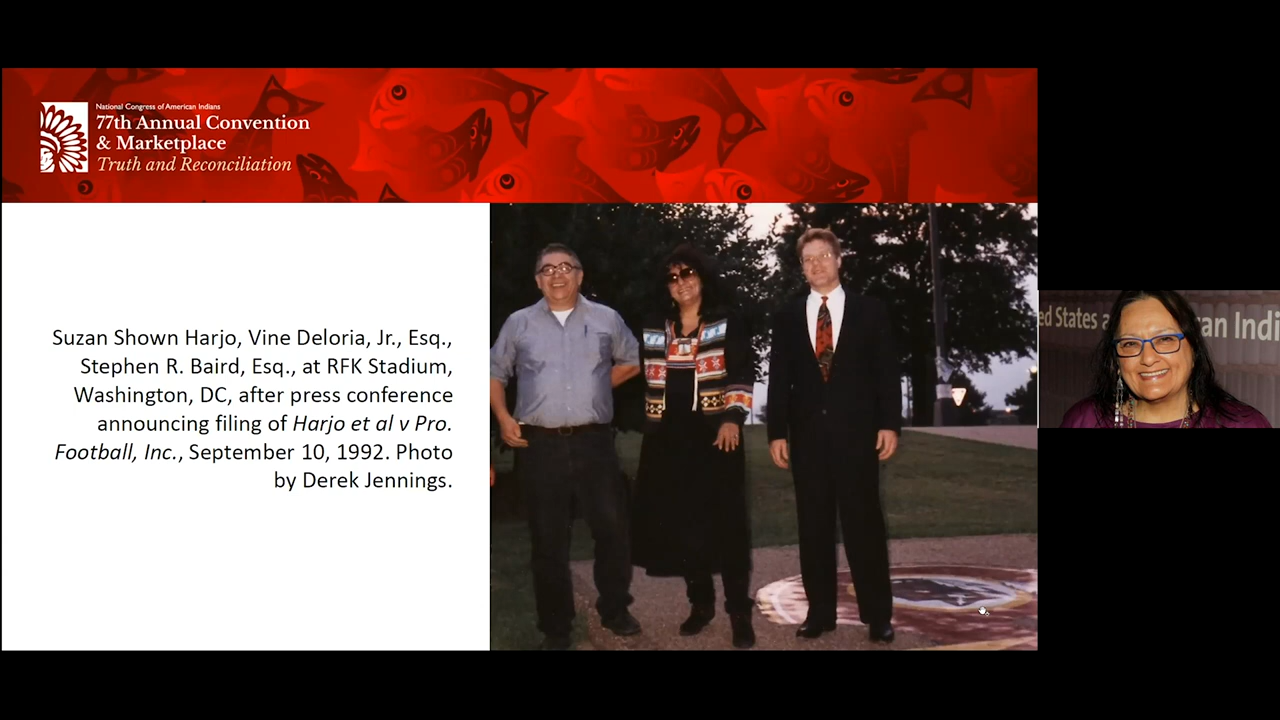 National Congress of American Indians
77th Annual Convention
& Marketplace
Truth and Reconciliation
Suzan Shown Harjo, Vine Deloria, Jr., Esq.,
Stephen R. Baird, Esq., at RFK Stadium,
Washington, DC, after press conference
announcing filing of Harjo et al v Pro.
Football, Inc., September 10, 1992. Photo
by Derek Jennings.
ed States a
an Indi